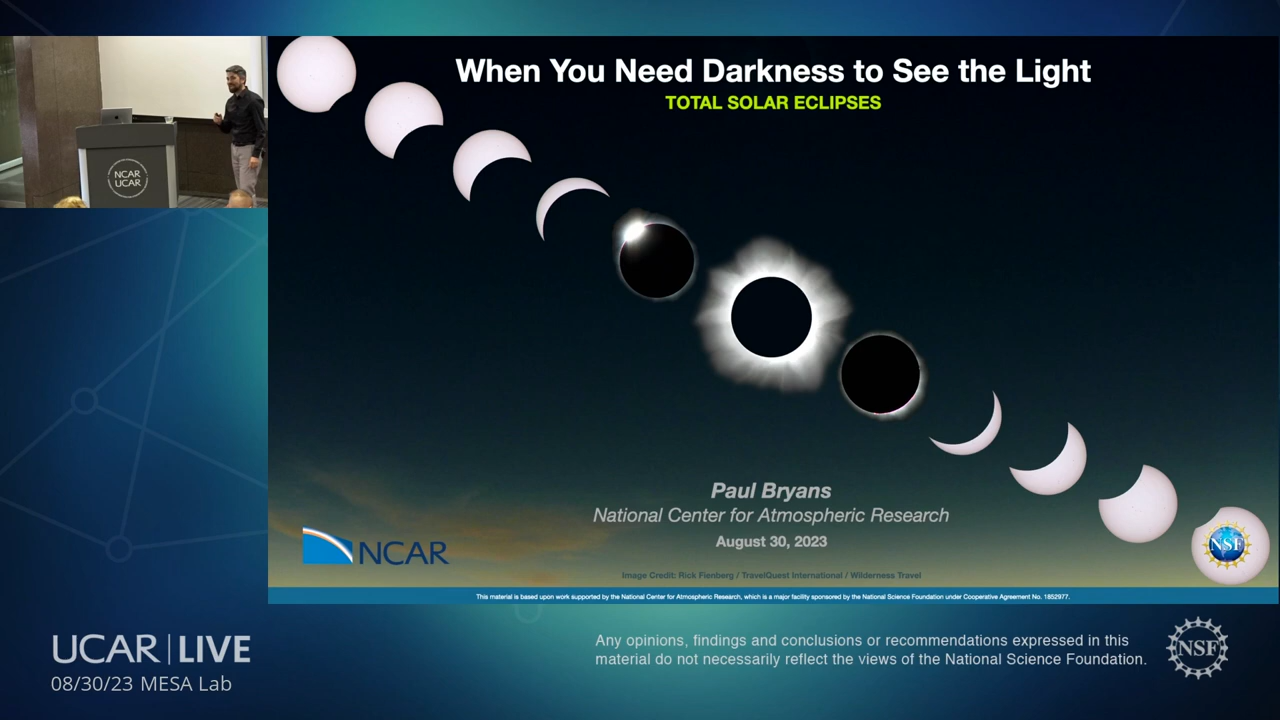 When You Need Darkness to See the Light
TOTAL SOLAR ECLIPSES
NCAR
UCAR
Paul Bryans
National Center for Atmospheric Research
August 30, 2023
NCAR
NSF
Image Credit: Rick Fienberg / TravelQuest International / Wilderness Travel
This material is based upon work supported by the National Center for Atmospheric Research, which is a major facility sponsored by the National Science Foundation under Cooperative Agreement No. 1852977.
UCAR | LIVE
08/30/23 MESA Lab
Any opinions, findings and conclusions or recommendations expressed in this
material do not necessarily reflect the views of the National Science Foundation.
NSF